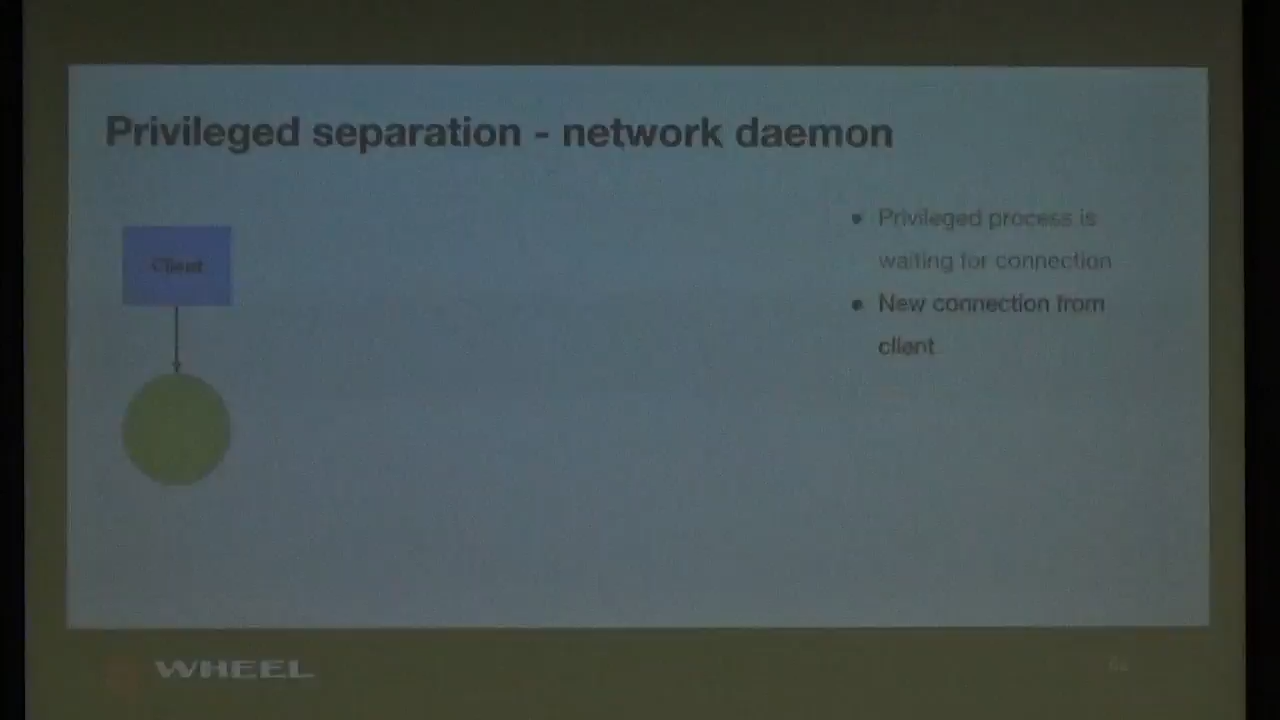 Privileged separation - network daemon
Client
• Privileged process is
waiting for connection
• New connection from
client
WHEEL